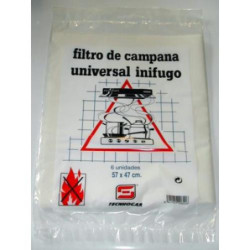 filtro de campana
universal inifugo
6 unidades
57 x 47 cm.
TECNHOGAR